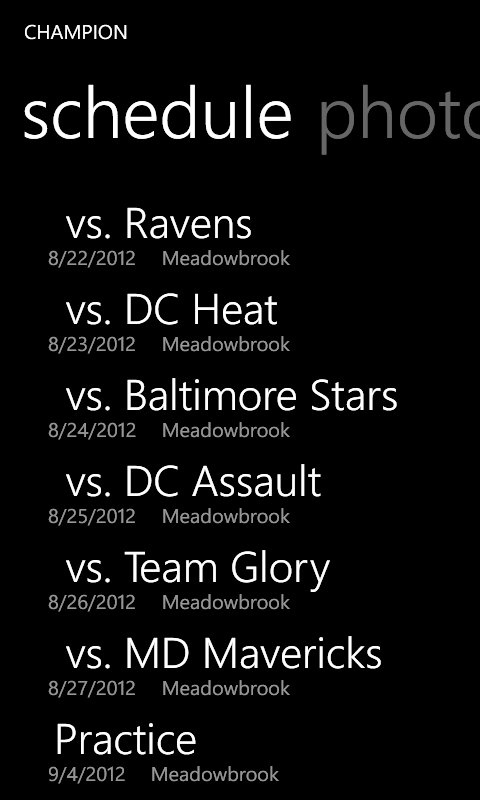 CHAMPION
schedule photo
vs. Ravens
8/22/2012 Meadowbrook
vs. DC Heat
8/23/2012 Meadowbrook
vs. Baltimore Stars
8/24/2012 Meadowbrook
vs. DC Assault
8/25/2012 Meadowbrook
vs. Team Glory
8/26/2012 Meadowbrook
vs. MD Mavericks
8/27/2012 Meadowbrook
Practice
9/4/2012 Meadowbrook